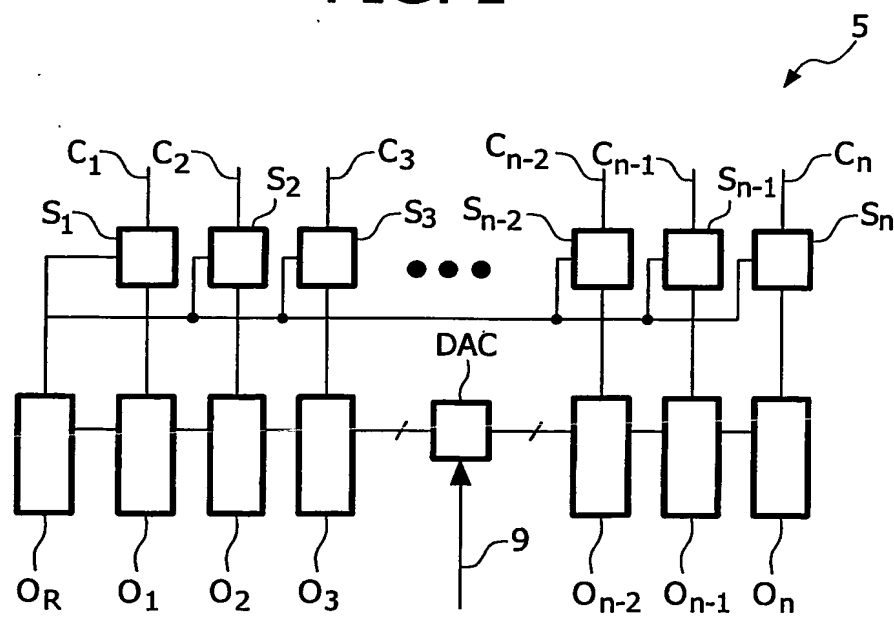 5
C₁ C₂ C₃ Cₙ₋₂ Cₙ₋₁ Cₙ
S₁ S₂ S₃ Sₙ₋₂ Sₙ₋₁ Sₙ
DAC
9
O_R O₁ O₂ O₃ Oₙ₋₂ Oₙ₋₁ Oₙ